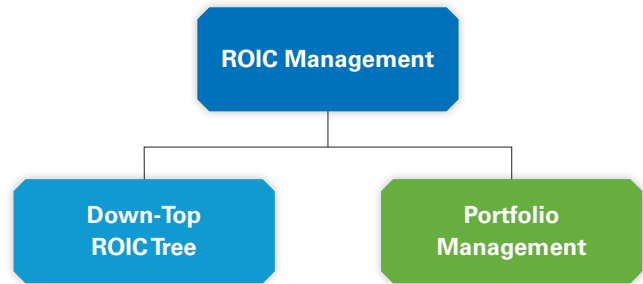 ROIC Management
Down-Top
ROIC Tree
Portfolio
Management